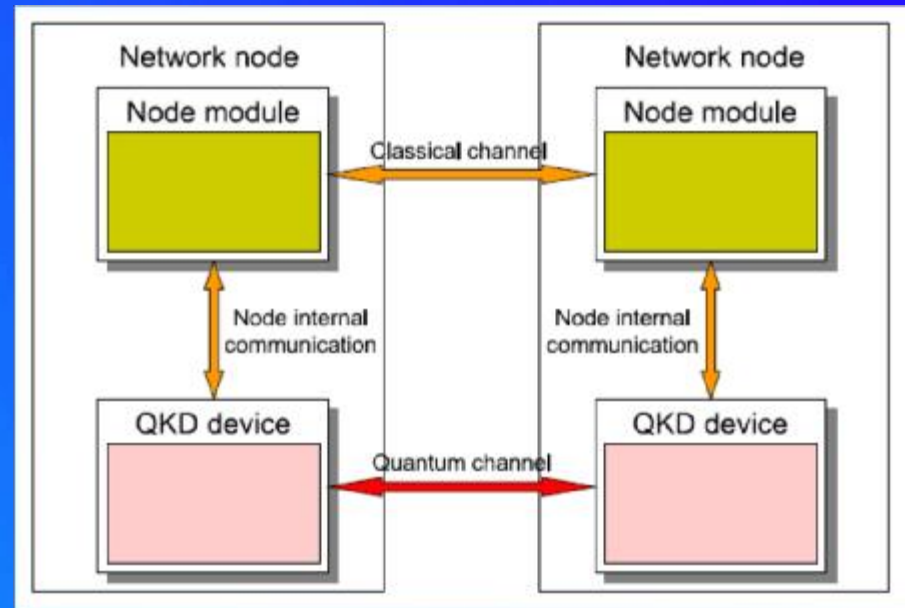 Network node
Network node
Node module
Node module
Classical channel
Node internal
communication
Node internal
communication
QKD device
QKD device
Quantum channel